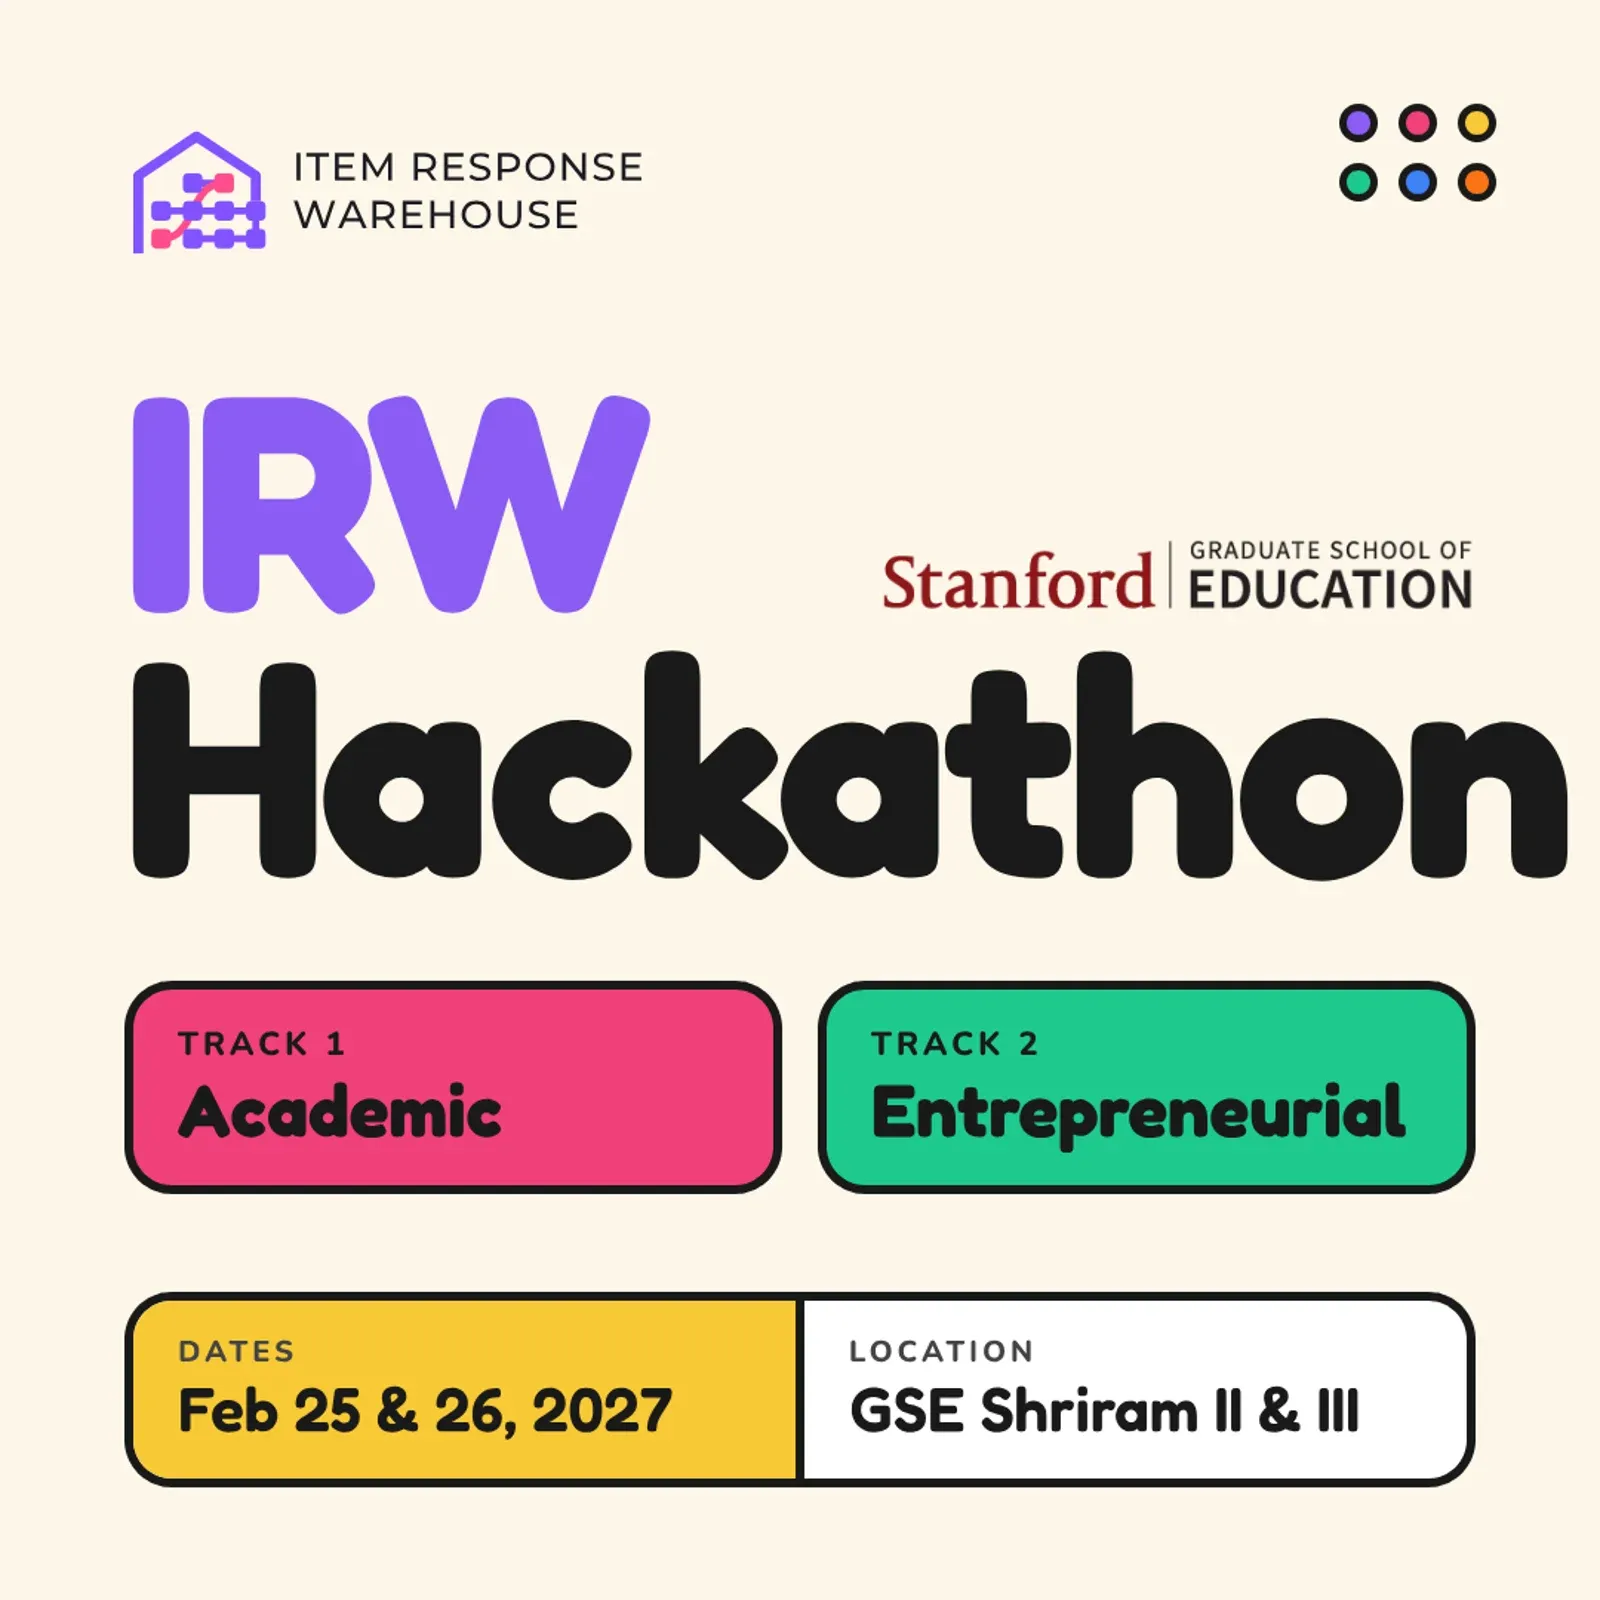 ITEM RESPONSE
WAREHOUSE
IRW
Stanford | GRADUATE SCHOOL OF
EDUCATION
Hackathon
TRACK 1
Academic
TRACK 2
Entrepreneurial
DATES
Feb 25 & 26, 2027
LOCATION
GSE Shriram II & III